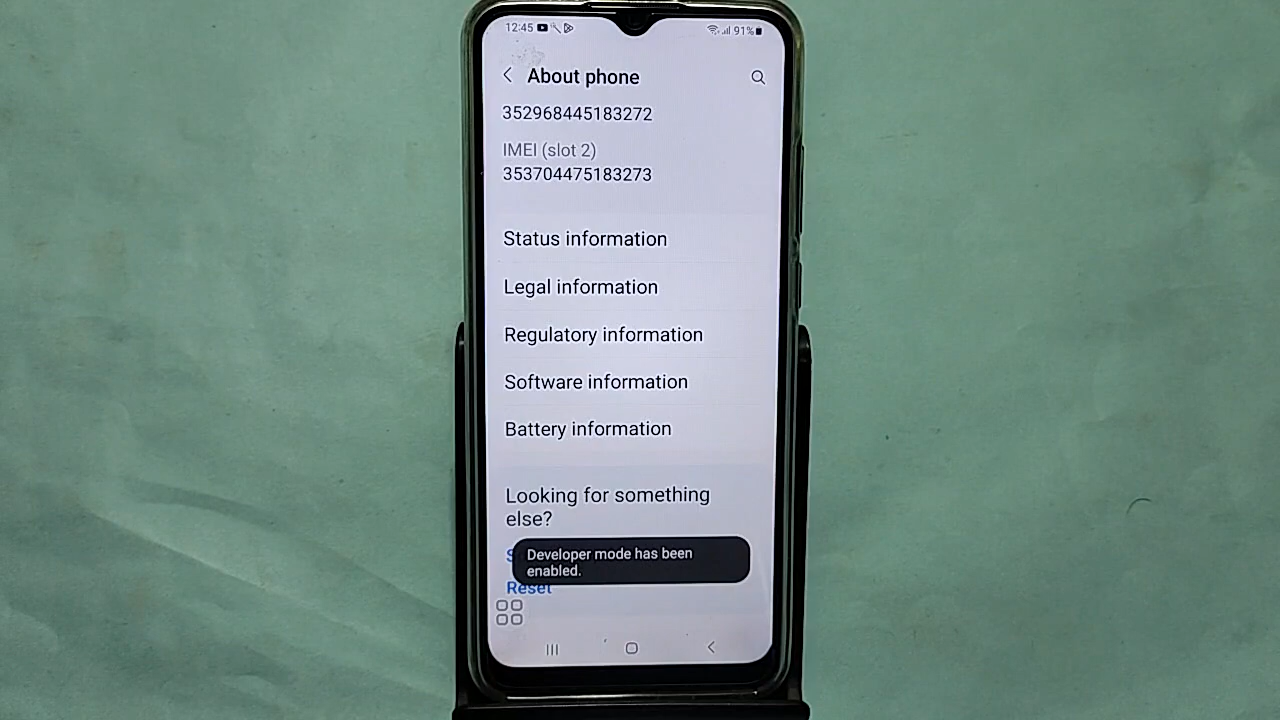 12:45
91%
About phone
352968445183272
IMEI (slot 2)
353704475183273
Status information
Legal information
Regulatory information
Software information
Battery information
Looking for something
else?
Developer mode has been
enabled.
Reset